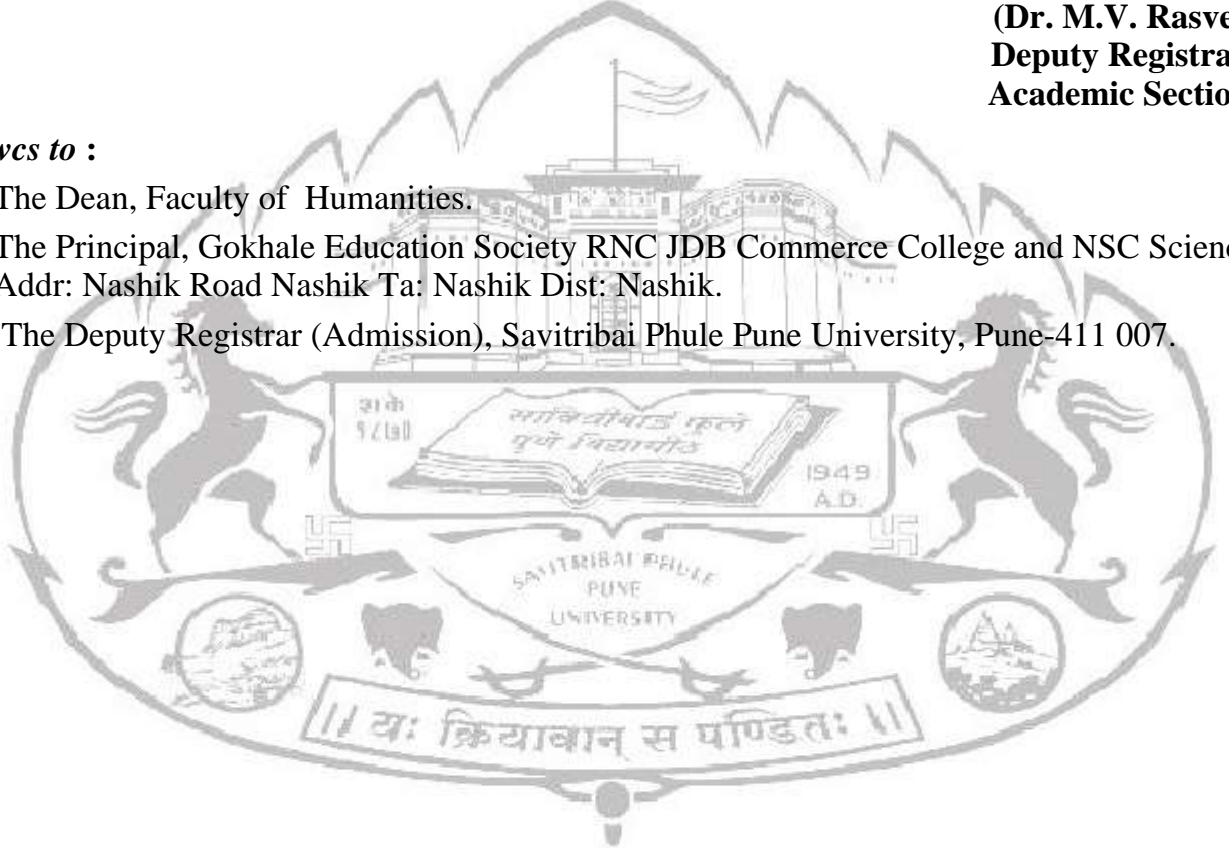 (Dr. M.V. Rasve
Deputy Registra
Academic Sectio
wcs to :
The Dean, Faculty of Humanities.
The Principal, Gokhale Education Society RNC JDB Commerce College and NSC Scienc
Addr: Nashik Road Nashik Ta: Nashik Dist: Nashik.
The Deputy Registrar (Admission), Savitribai Phule Pune University, Pune-411 007.
शके
सावित्रीबाई फुले
पुणे विद्यापीठ
1949
A.D.
SAVITRIBAI PHULE
PUNE
UNIVERSITY
|| यः क्रियावान् स पण्डितः ||